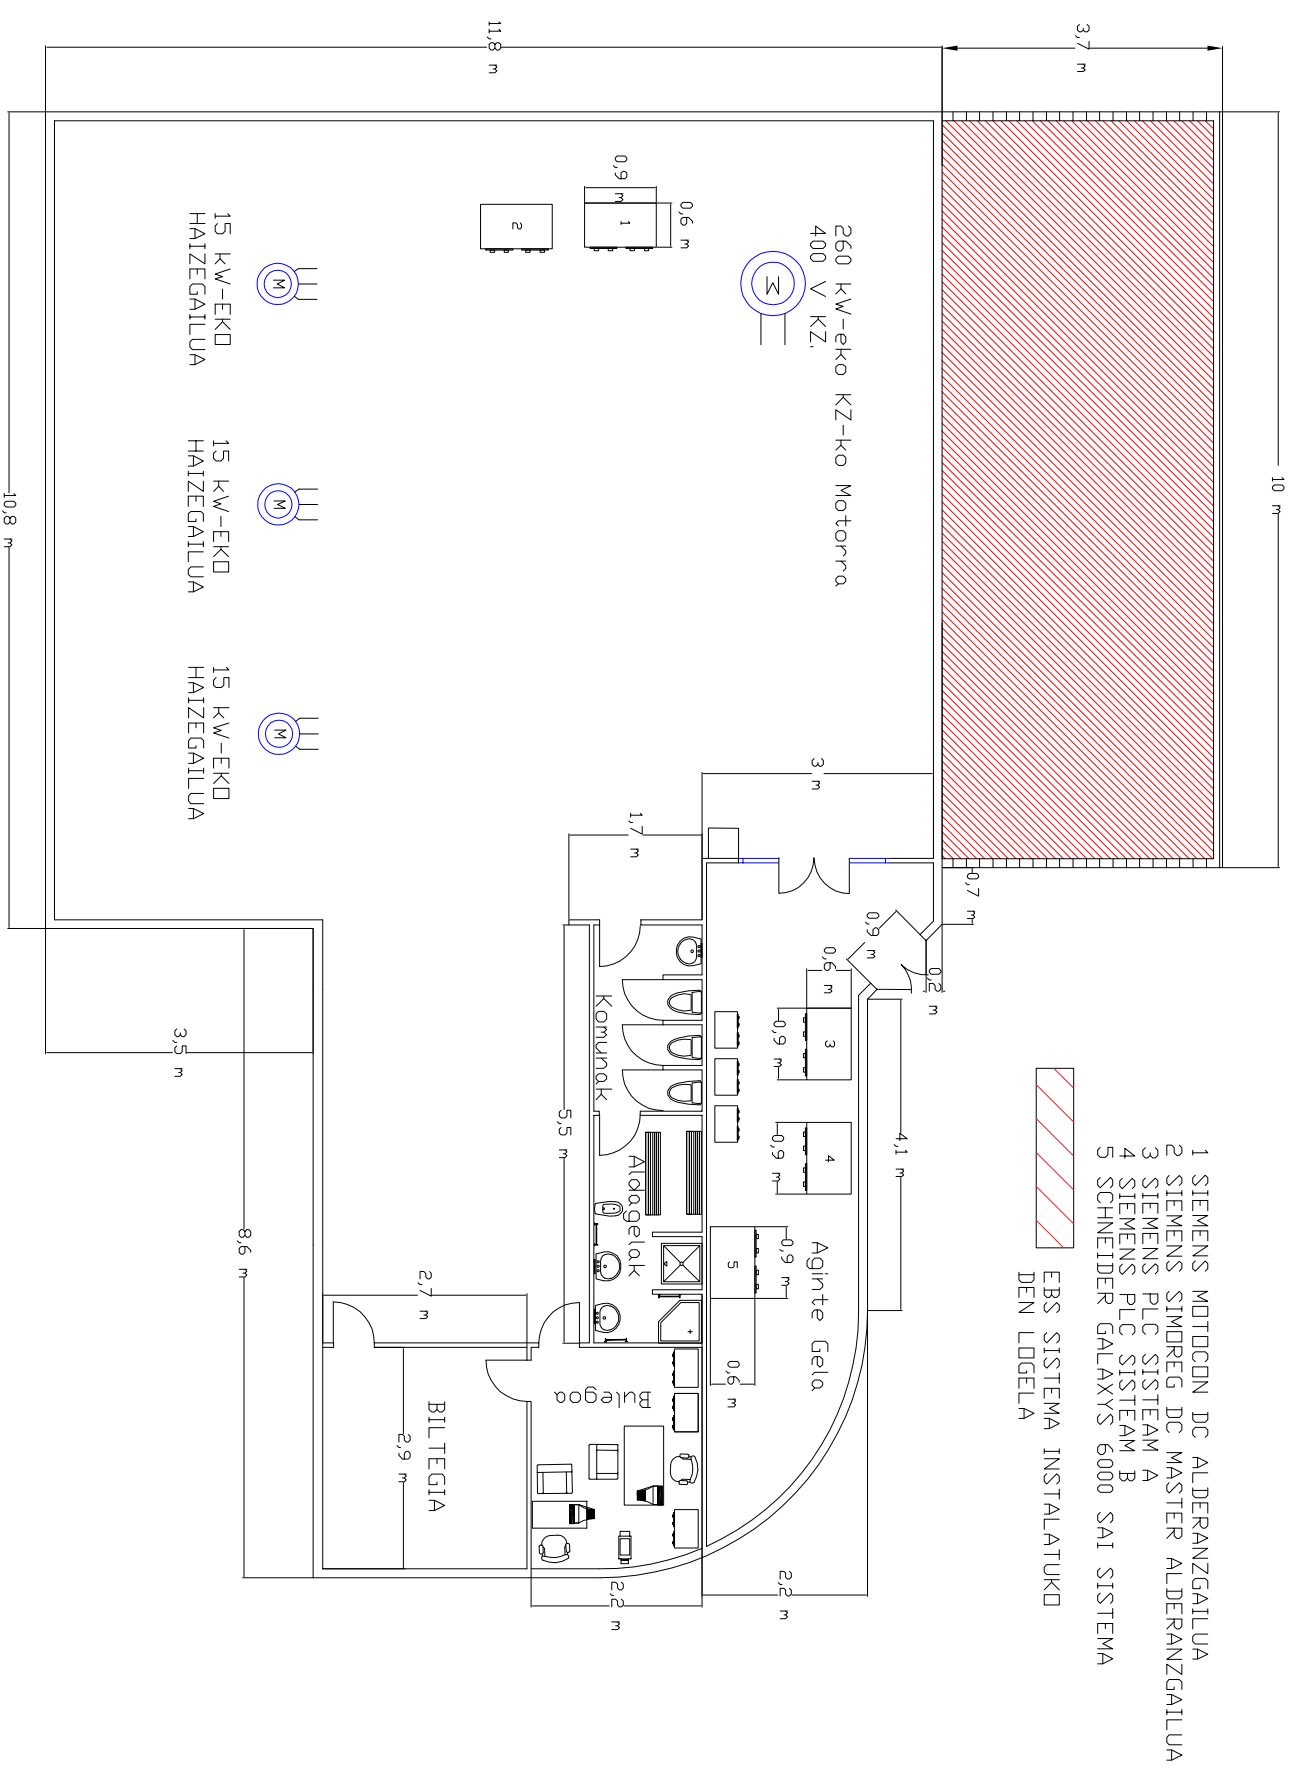 1 SIEMENS MOTOCON DC ALDERANZGAILUA
2 SIEMENS SIMOREG DC MASTER ALDERANZGAILUA
3 SIEMENS PLC SISTEAM A
4 SIEMENS PLC SISTEAM B
5 SCHNEIDER GALAXYS 6000 SAI SISTEMA
EBS SISTEMA INSTALATUKO
DEN LOGELA
10 m
3,7 m
11,8 m
10,8 m
260 kW-eko KZ-ko Motorra
400 V KZ.
M
0,9 m
0,6 m
1
2
15 KW-EKO
HAIZEGAILUA
M
15 KW-EKO
HAIZEGAILUA
M
15 KW-EKO
HAIZEGAILUA
M
3 m
1,7 m
0,7 m
0,9 m
0,2 m
0,6 m
0,9 m
3
4
0,9 m
4,1 m
5
0,9 m
0,6 m
Aginte Gela
Komunak
Aldagelak
5,5 m
3,5 m
8,6 m
2,7 m
2,9 m
BILTEGIA
Bulegoa
2,2 m
2,2 m